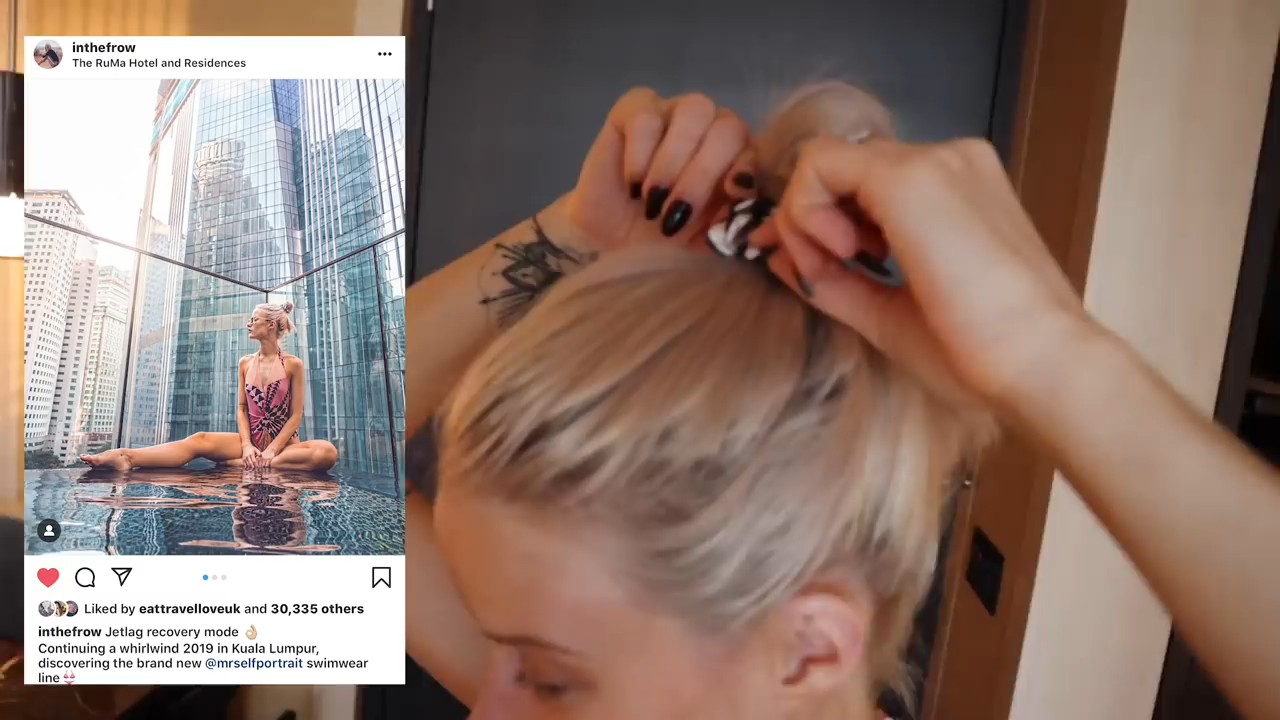 inthefrow
The RuMa Hotel and Residences
Liked by eattravelloveuk and 30,335 others
inthefrow Jetlag recovery mode 👌🏼
Continuing a whirlwind 2019 in Kuala Lumpur,
discovering the brand new @mrselfportrait swimwear
line 👙